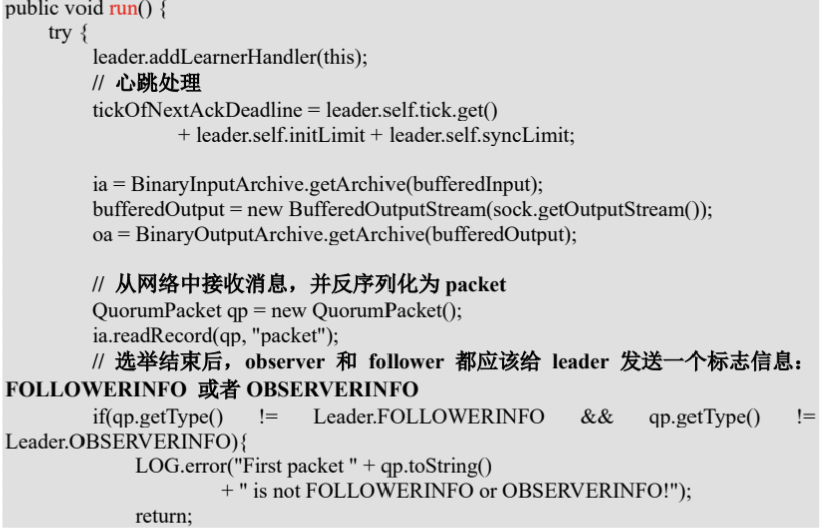 public void run() {
try {
leader.addLearnerHandler(this);
// 心跳处理
tickOfNextAckDeadline = leader.self.tick.get()
+ leader.self.initLimit + leader.self.syncLimit;
ia = BinaryInputArchive.getArchive(bufferedInput);
bufferedOutput = new BufferedOutputStream(sock.getOutputStream());
oa = BinaryOutputArchive.getArchive(bufferedOutput);
// 从网络中接收消息，并反序列化为 packet
QuorumPacket qp = new QuorumPacket();
ia.readRecord(qp, "packet");
// 选举结束后，observer 和 follower 都应该给 leader 发送一个标志信息：
FOLLOWERINFO 或者 OBSERVERINFO
if(qp.getType() != Leader.FOLLOWERINFO && qp.getType() !=
Leader.OBSERVERINFO){
LOG.error("First packet " + qp.toString()
+ " is not FOLLOWERINFO or OBSERVERINFO!");
return;